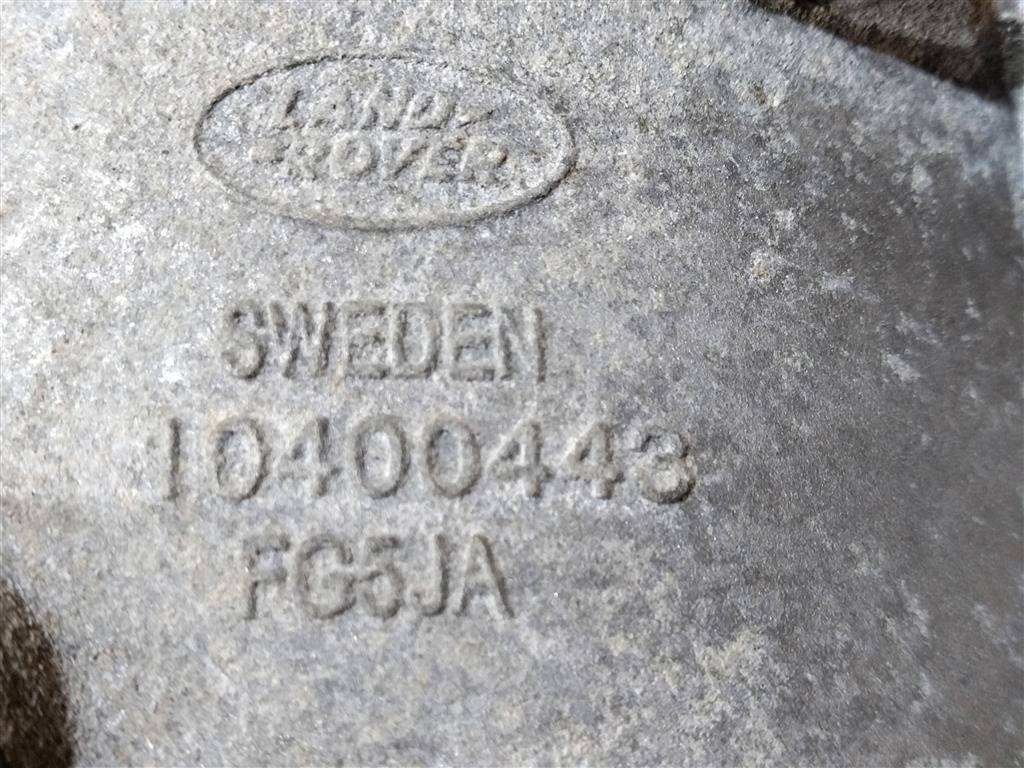 LAND-
ROVER
SWEDEN
10400443
FG5JA